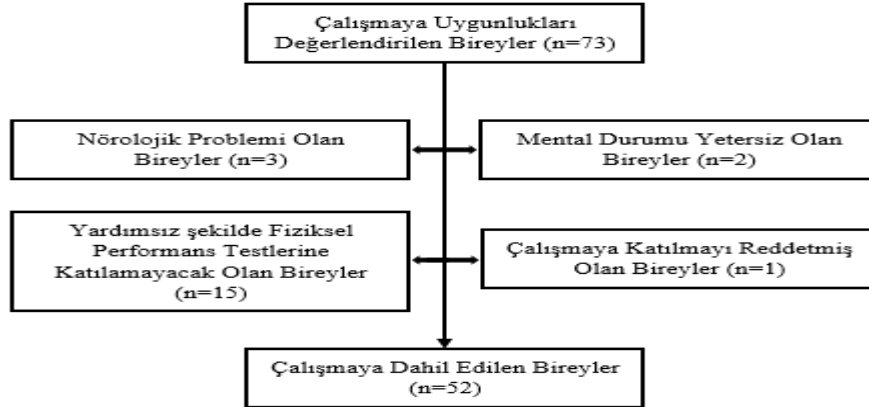 Çalışmaya Uygunlukları
Değerlendirilen Bireyler (n=73)
Nörolojik Problemi Olan
Bireyler (n=3)
Mental Durumu Yetersiz Olan
Bireyler (n=2)
Yardımsız şekilde Fiziksel
Performans Testlerine
Katılamayacak Olan Bireyler
(n=15)
Çalışmaya Katılmayı Reddetmiş
Olan Bireyler (n=1)
Çalışmaya Dahil Edilen Bireyler
(n=52)